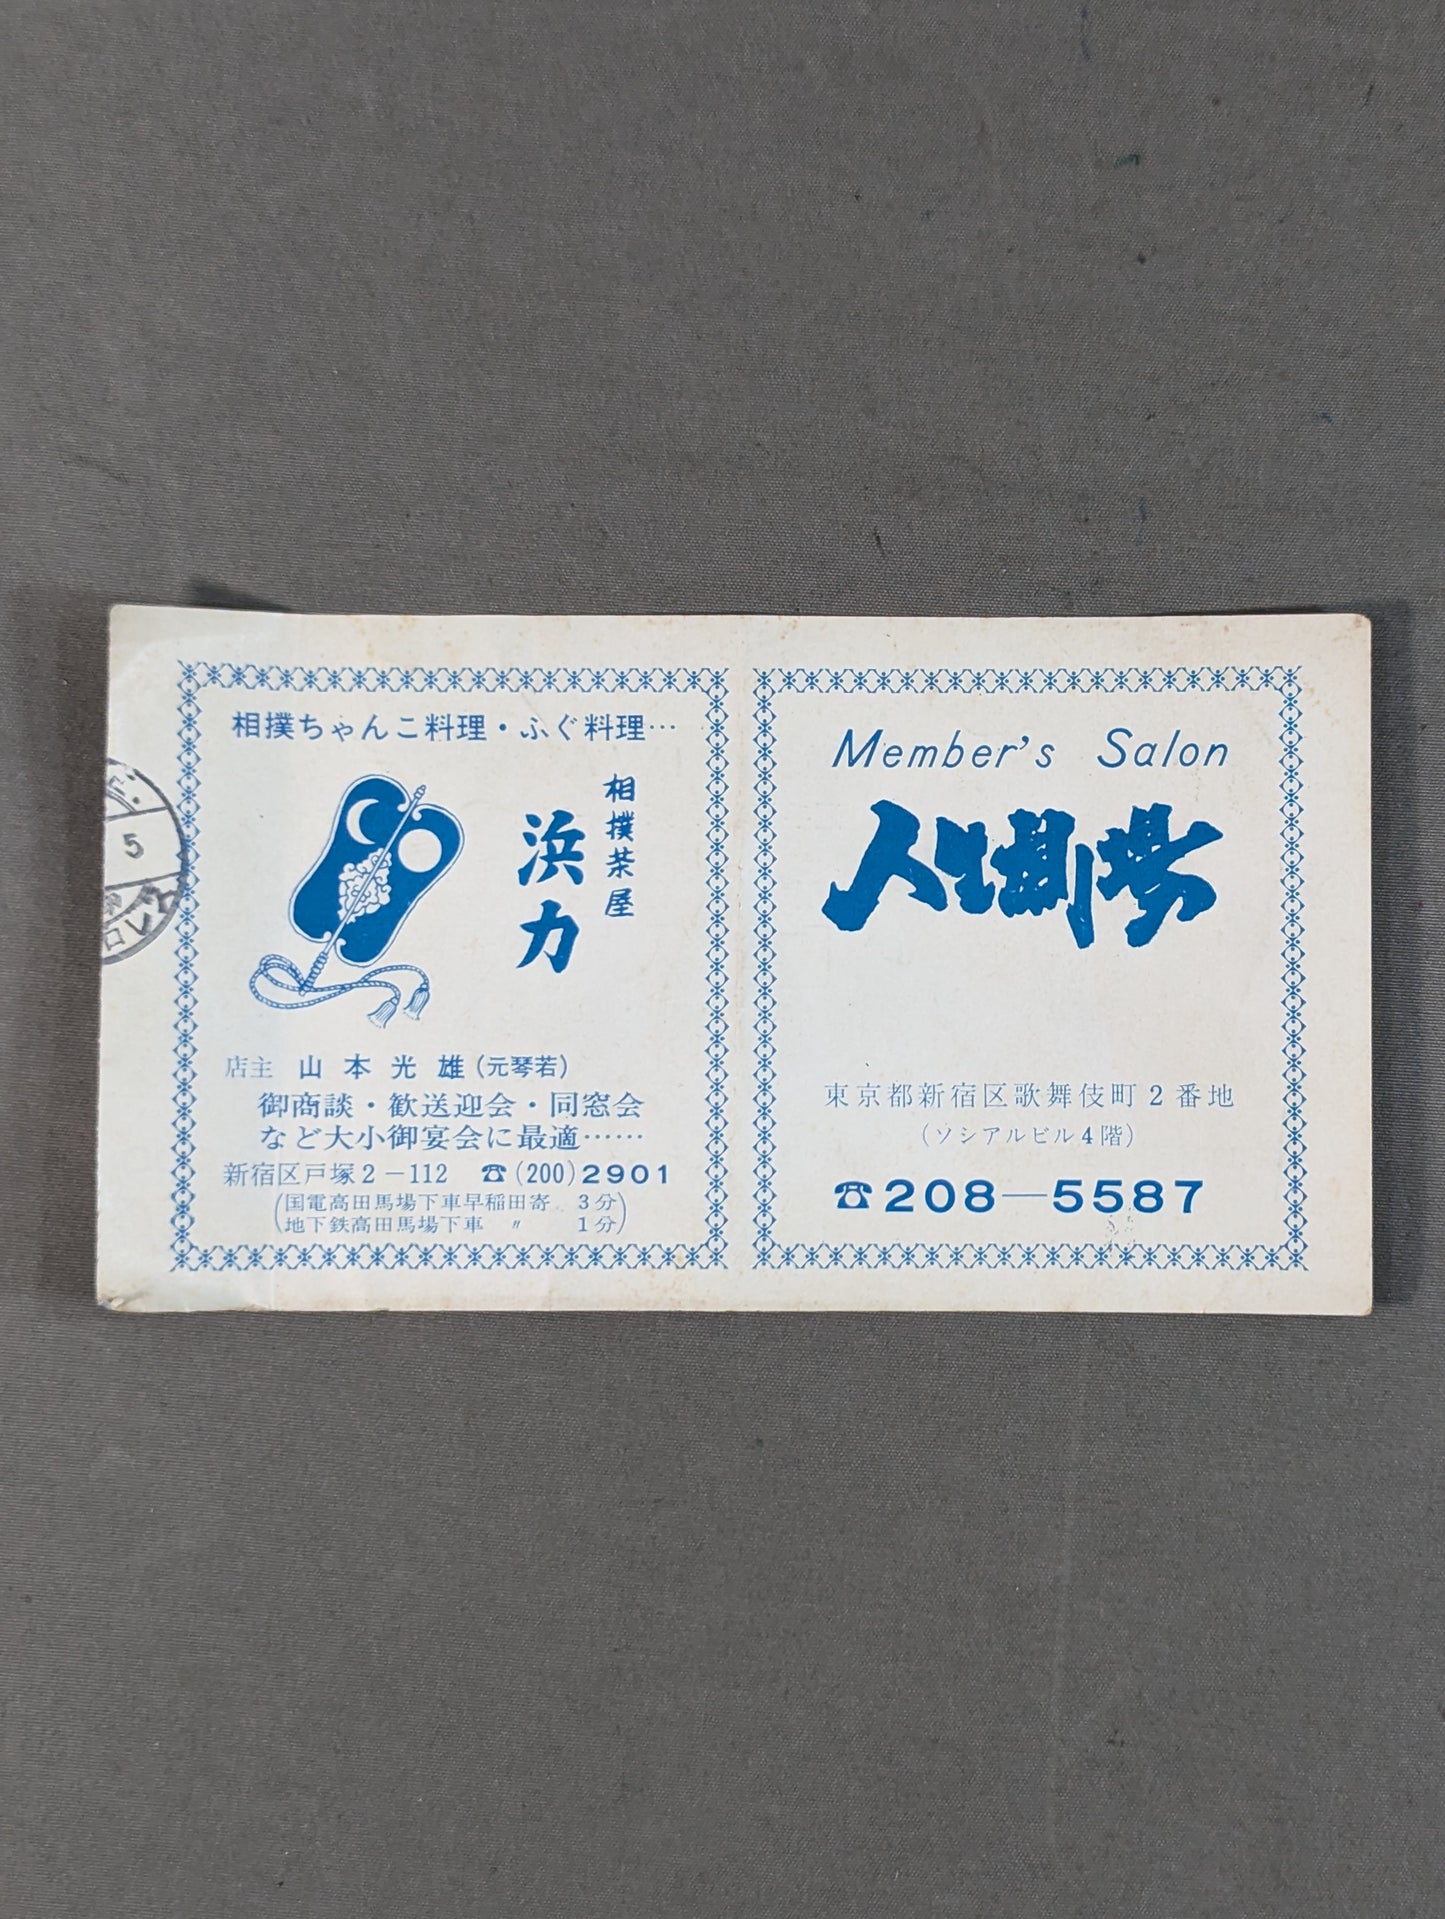 相撲ちゃんこ料理・ふぐ料理…
相撲茶屋
浜力
店主 山本光雄(元琴若)
御商談・歓送迎会・同窓会
など大小御宴会に最適……
新宿区戸塚2－112 ☎(200)2901
(国電高田馬場下車早稲田寄 3分)
(地下鉄高田馬場下車 〃 1分)
Member's Salon
人生劇場
東京都新宿区歌舞伎町2番地
(ソシアルビル4階)
☎208—5587
5